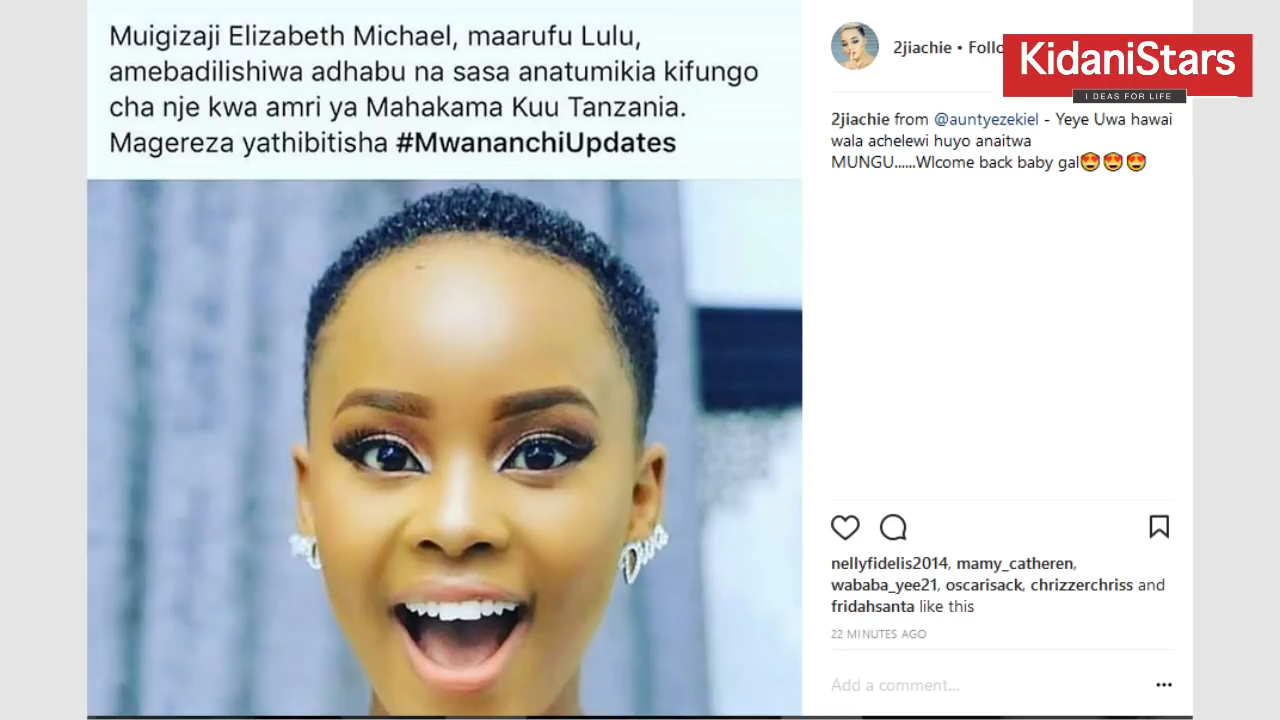 Muigizaji Elizabeth Michael, maarufu Lulu,
amebadilishiwa adhabu na sasa anatumikia kifungo
cha nje kwa amri ya Mahakama Kuu Tanzania.
Magereza yathibitisha #MwananchiUpdates
2jiachie •
KidaniStars
I DEAS FOR LIFE
2jiachie from @auntyezekiel - Yeye Uwa hawai
wala achelewi huyo anaitwa
MUNGU......Wlcome back baby gal😍😍😍
nellyfidelis2014, mamy_catheren,
wababa_yee21, oscarisack, chrizzerchriss and
fridahsanta like this
22 MINUTES AGO
Add a comment...